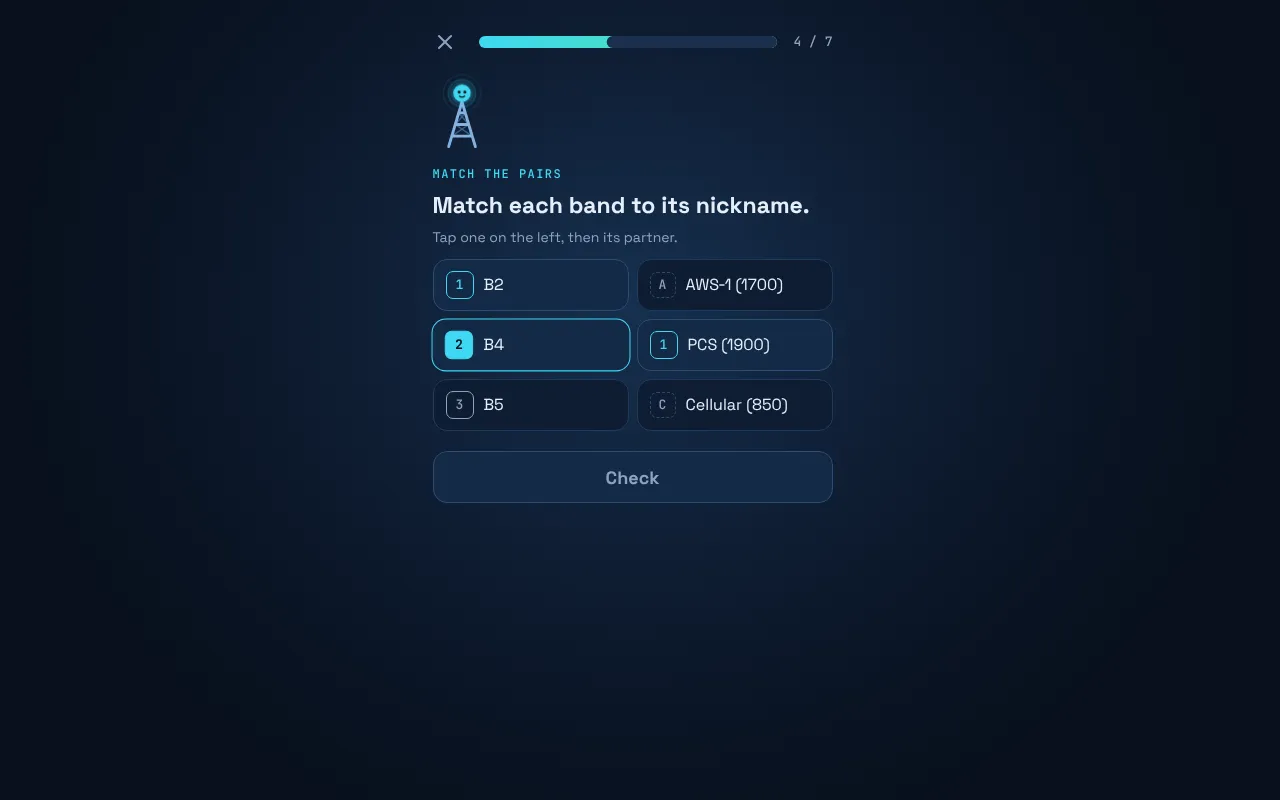 4 / 7
MATCH THE PAIRS
Match each band to its nickname.
Tap one on the left, then its partner.
1 B2
A AWS-1 (1700)
2 B4
1 PCS (1900)
3 B5
C Cellular (850)
Check